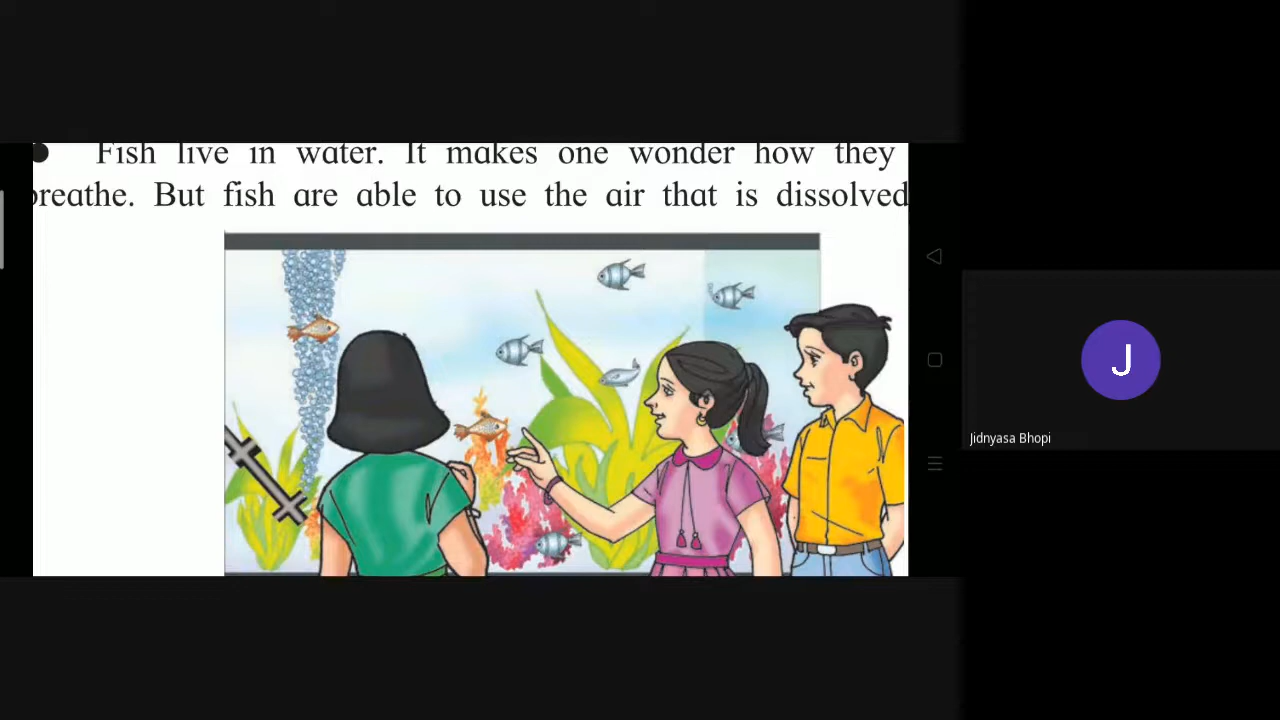 Fish live in water. It makes one wonder how they
breathe. But fish are able to use the air that is dissolved
J
Jidnyasa Bhopi